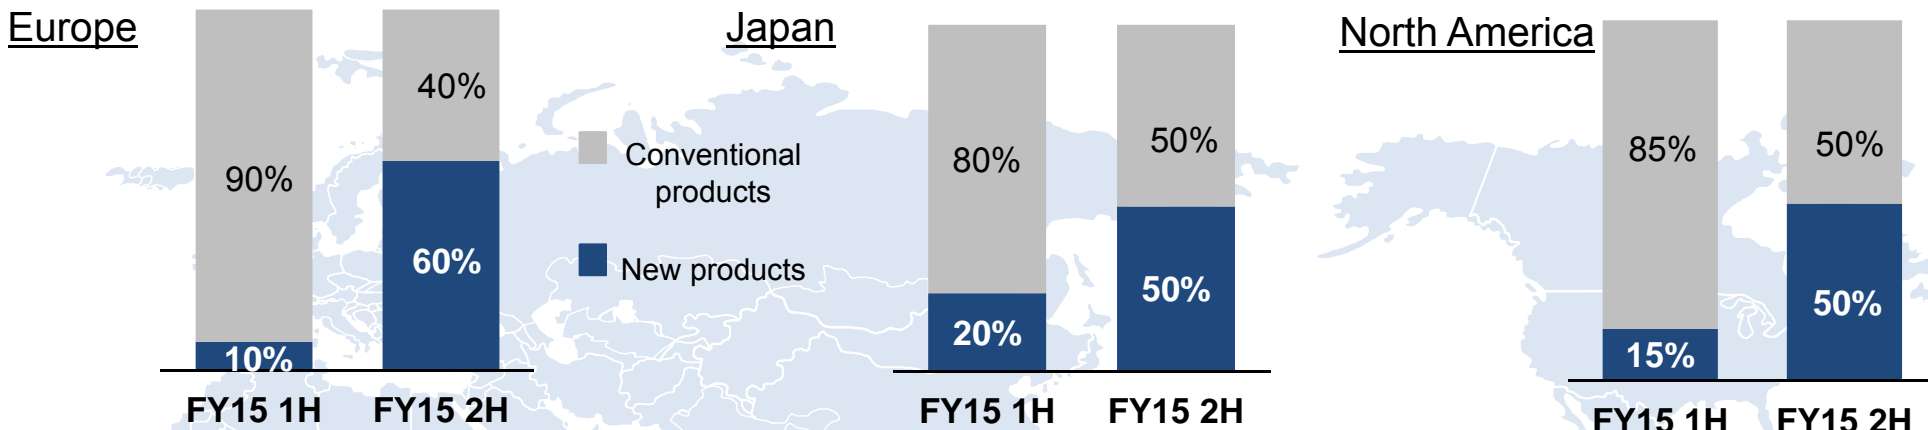 Europe
90%
10%
40%
60%
FY15 1H
FY15 2H
Conventional
products
New products
Japan
80%
20%
50%
50%
FY15 1H
FY15 2H
North America
85%
15%
50%
50%
FY15 1H
FY15 2H